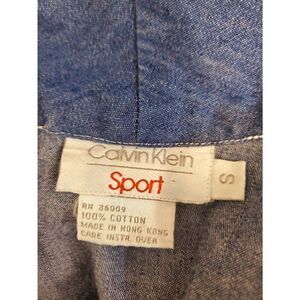 Calvin Klein
Sport
S
RN 36009
100% COTTON
MADE IN HONG KONG
CARE INSTR. OVER